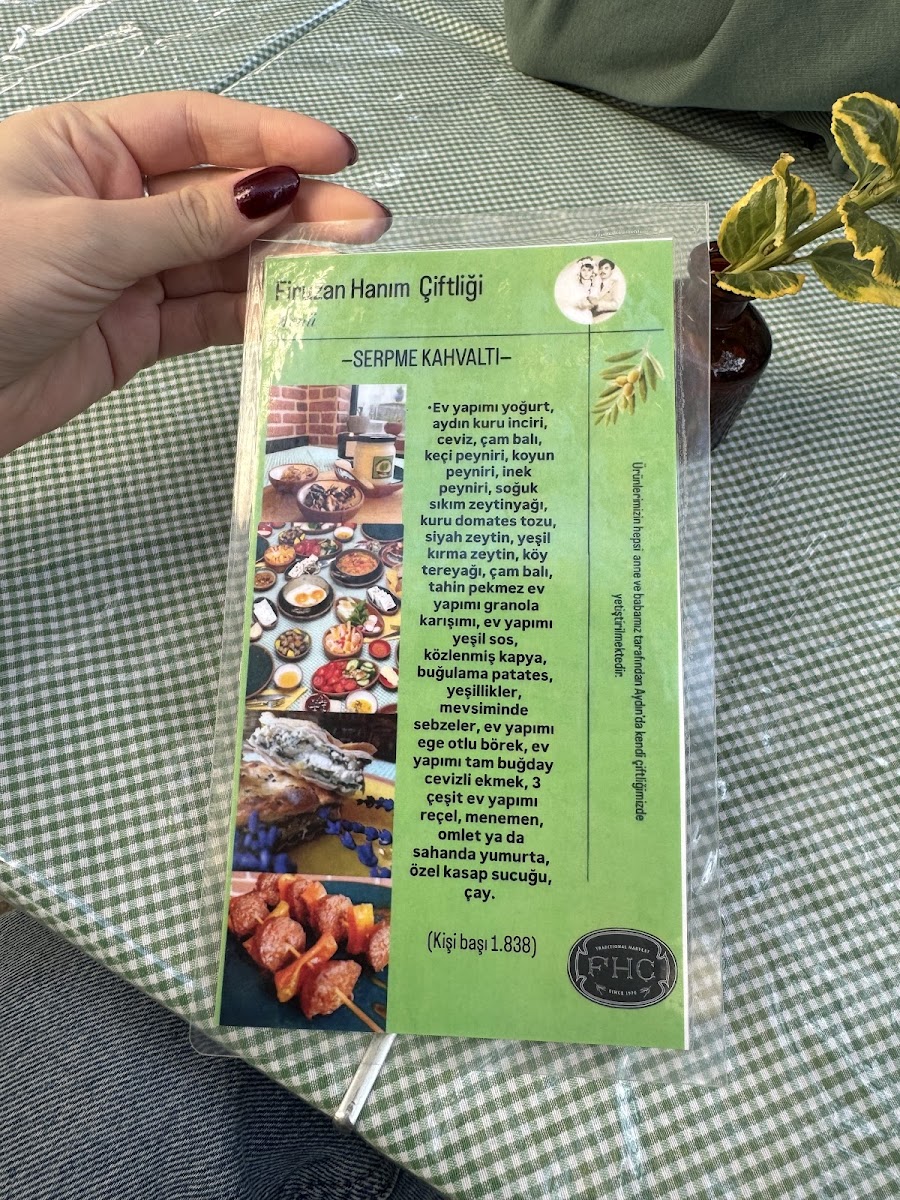 Firuzan Hanım Çiftliği
–SERPME KAHVALTI–
•Ev yapımı yoğurt,
aydın kuru inciri,
ceviz, çam balı,
keçi peyniri, koyun
peyniri, inek
peyniri, soğuk
sıkım zeytinyağı,
kuru domates tozu,
siyah zeytin, yeşil
kırma zeytin, köy
tereyağı, çam balı,
tahin pekmez ev
yapımı granola
karışımı, ev yapımı
yeşil sos,
közlenmiş kapya,
buğulama patates,
yeşillikler,
mevsiminde
sebzeler, ev yapımı
ege otlu börek, ev
yapımı tam buğday
cevizli ekmek, 3
çeşit ev yapımı
reçel, menemen,
omlet ya da
sahanda yumurta,
özel kasap sucuğu,
çay.
(Kişi başı 1.838)
Ürünlerimizin hepsi anne ve babamız tarafından Aydın'da kendi çiftliğimizde
yetiştirilmektedir.
TRADITIONAL HARVEST
FHC
SINCE 1976